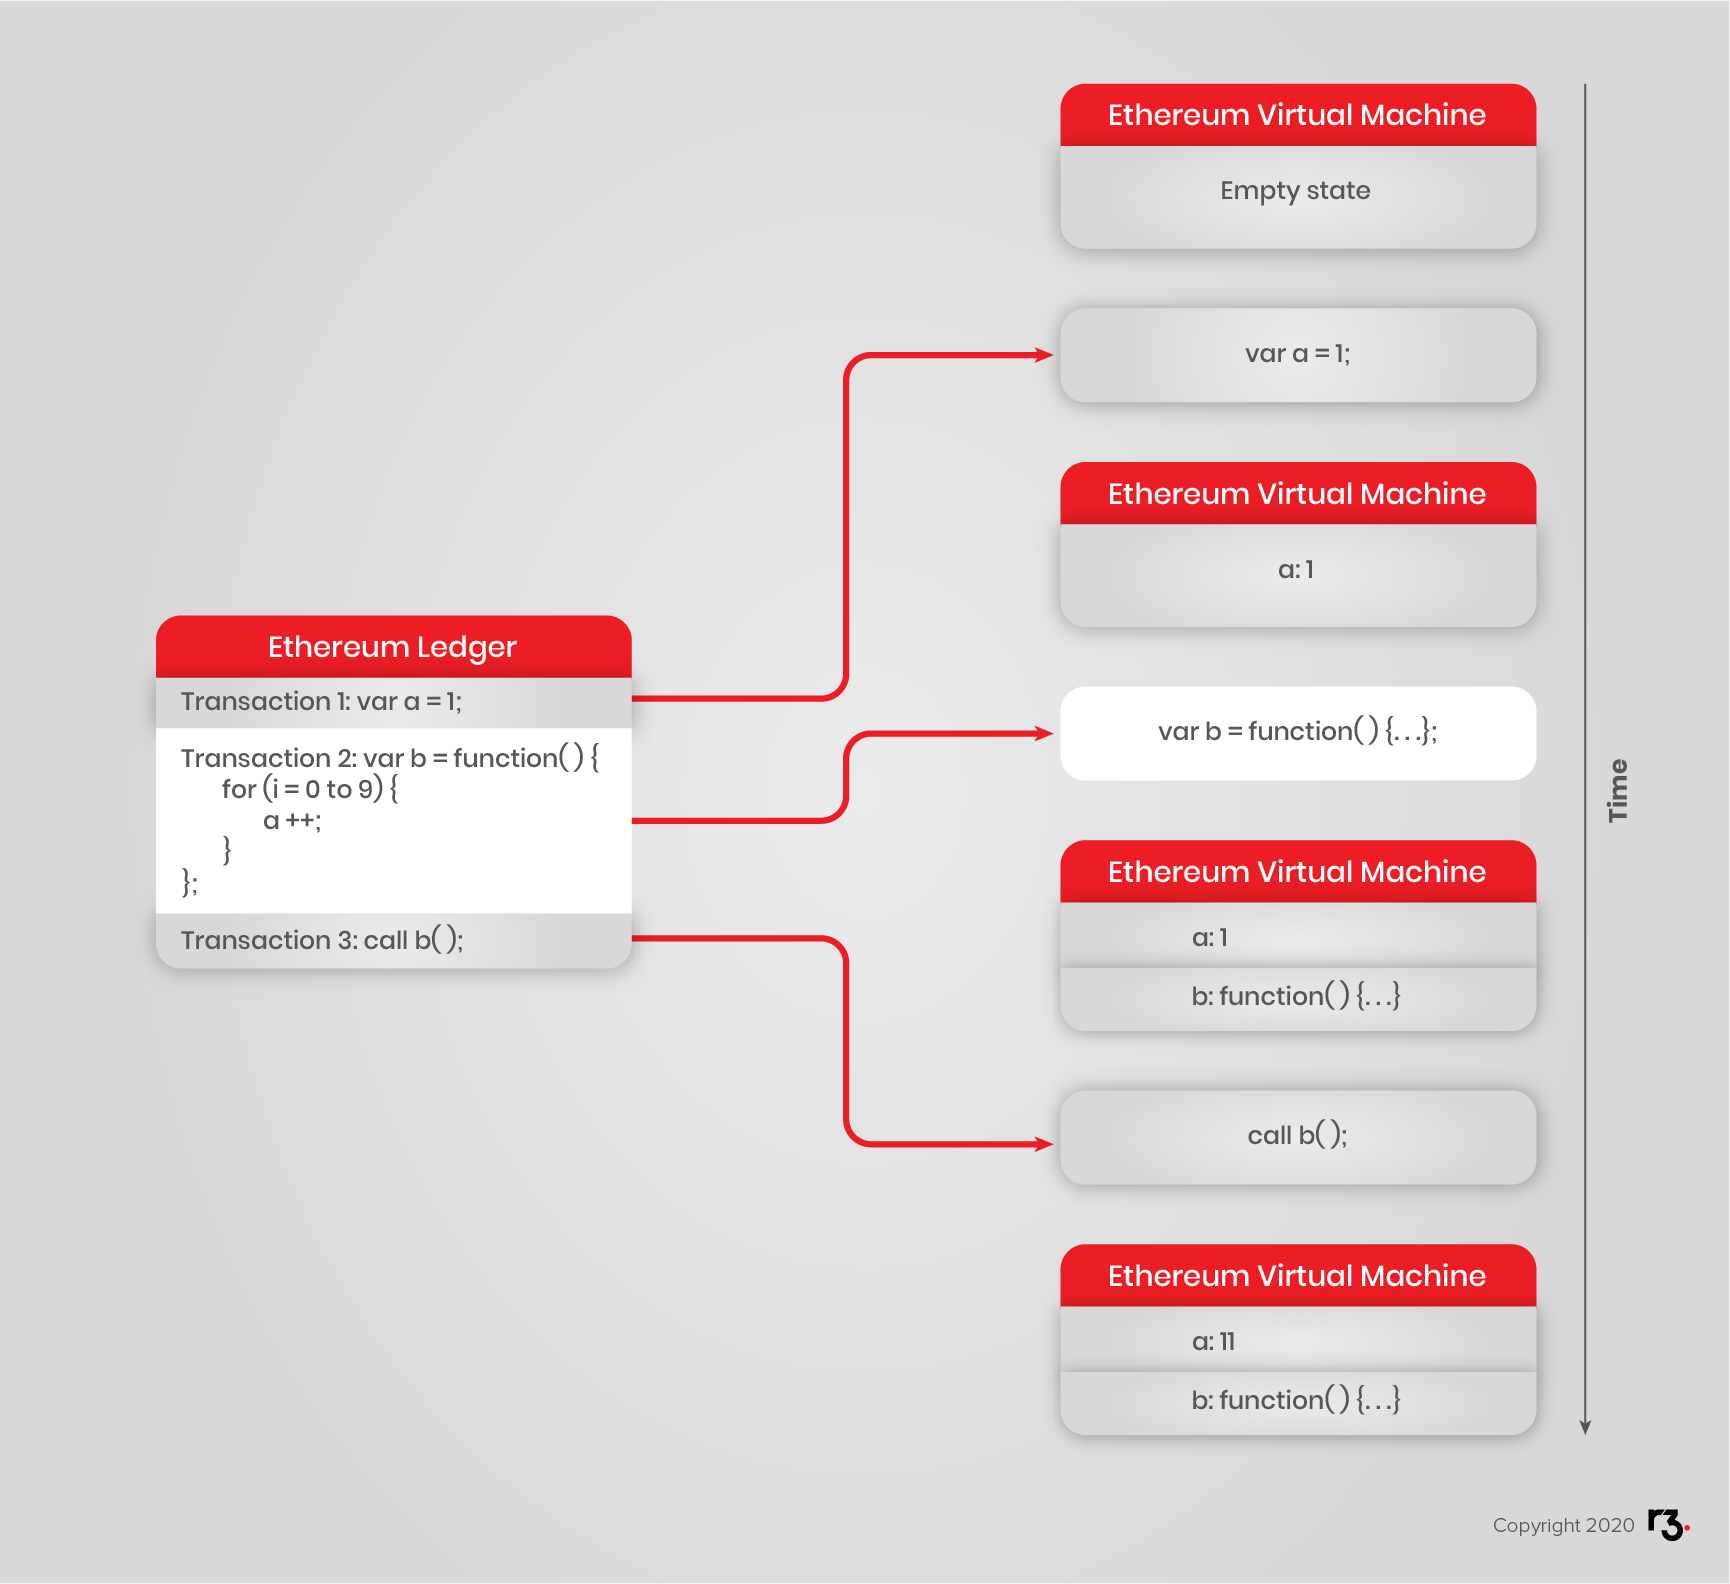 Ethereum Ledger
Transaction 1: var a = 1;
Transaction 2: var b = function( ) {
for (i = 0 to 9) {
a ++;
}
};
Transaction 3: call b( );
Ethereum Virtual Machine
Empty state
var a = 1;
Ethereum Virtual Machine
a: 1
var b = function( ) {. . .};
Ethereum Virtual Machine
a: 1
b: function( ) {. . .}
call b( );
Ethereum Virtual Machine
a: 11
b: function( ) {. . .}
Time
Copyright 2020 r3.